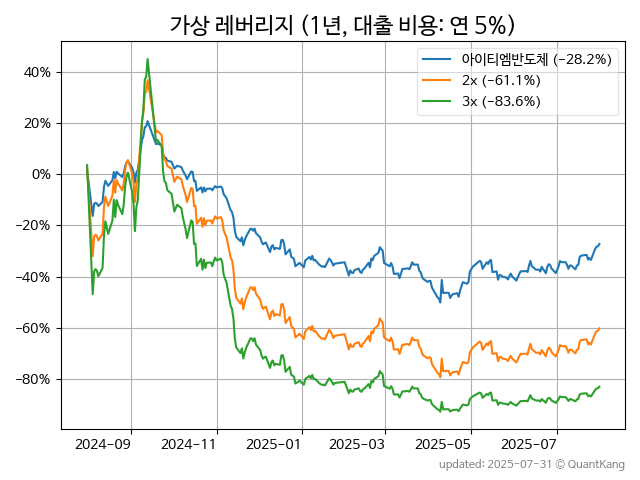 가상 레버리지 (1년, 대출 비용: 연 5%)
아이티엠반도체 (−28.2%)
2x (−61.1%)
3x (−83.6%)
40%
20%
0%
−20%
−40%
−60%
−80%
2024-09 2024-11 2025-01 2025-03 2025-05 2025-07
updated: 2025-07-31 © QuantKang